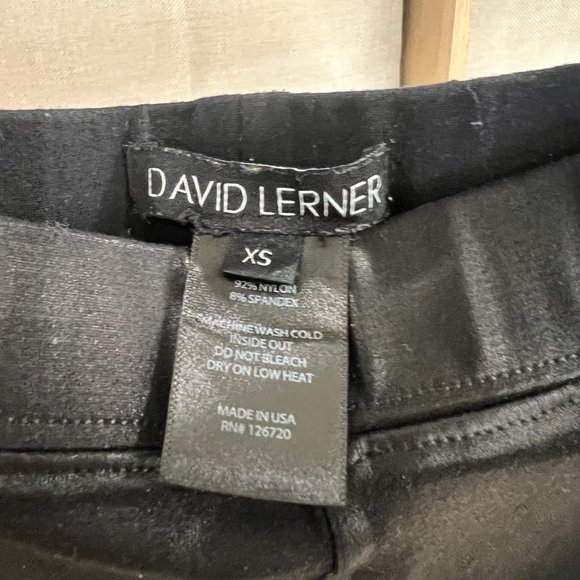 DAVID LERNER
XS
92% NYLON
8% SPANDEX
MACHINE WASH COLD
INSIDE OUT
DO NOT BLEACH
DRY ON LOW HEAT
MADE IN USA
RN# 126720